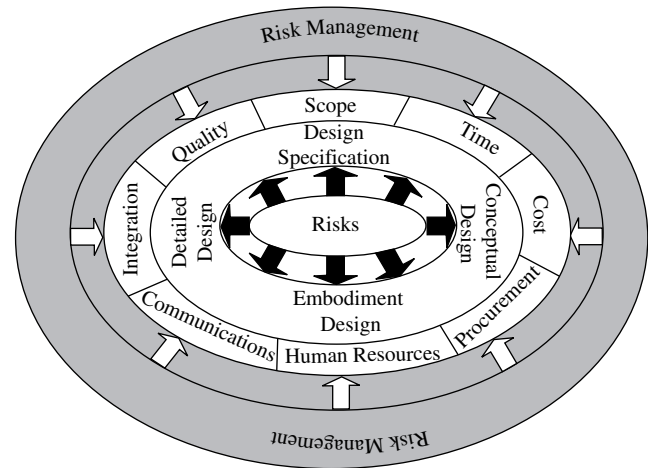 Risk Management
Scope
Quality
Time
Design
Specification
Integration
Detailed
Design
Risks
Conceptual
Design
Cost
Embodiment
Design
Communications
Human Resources
Procurement
Risk Management